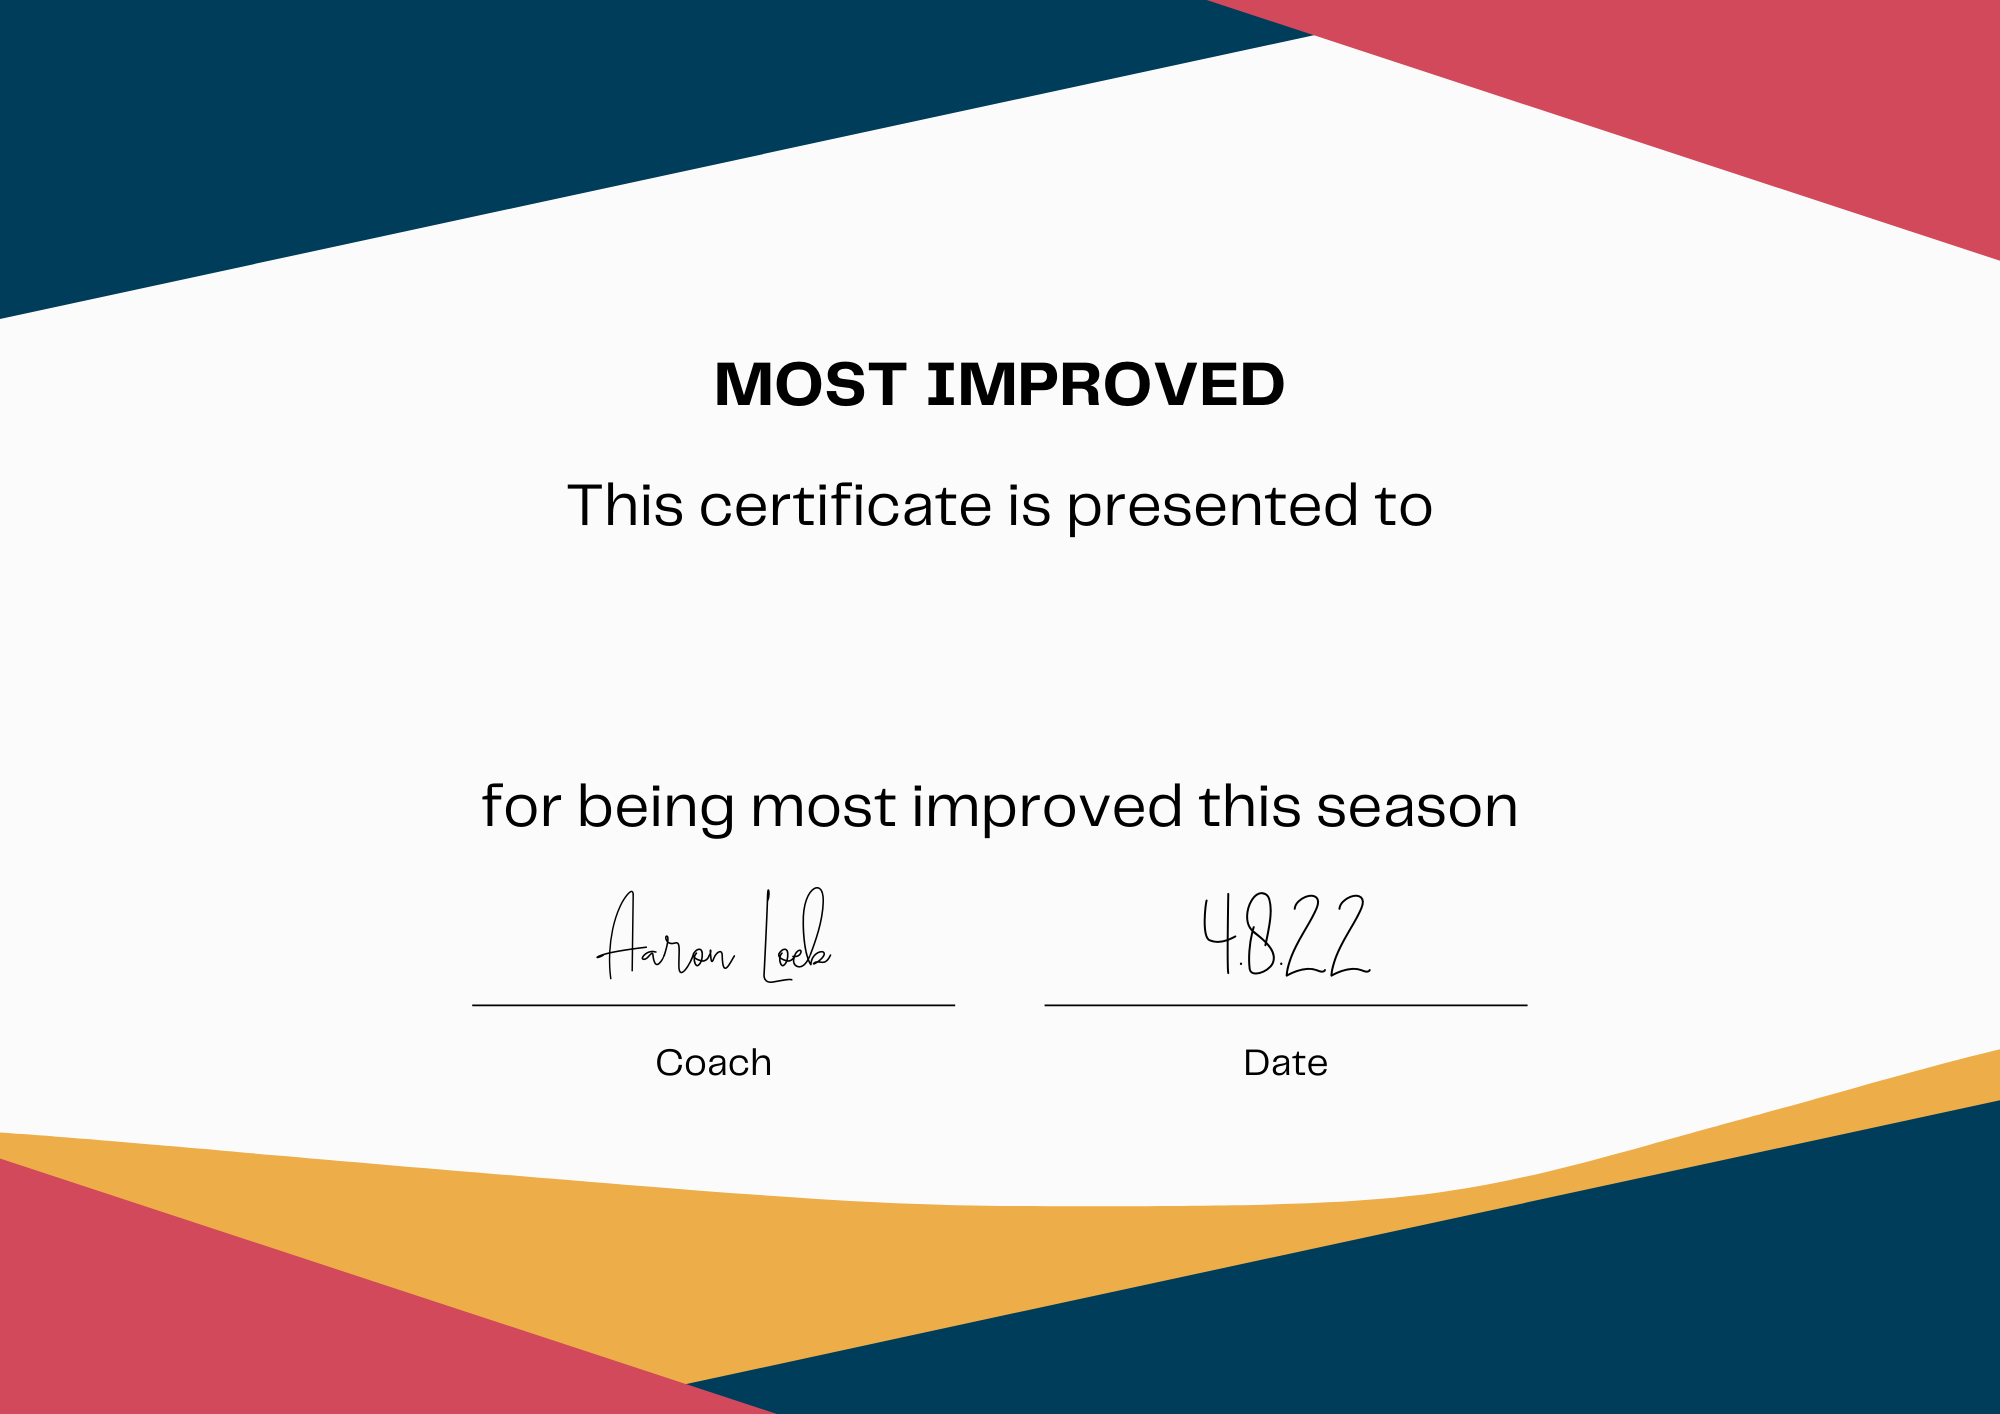 MOST IMPROVED
This certificate is presented to
for being most improved this season
Aaron Loeb 4.8.22
Coach Date